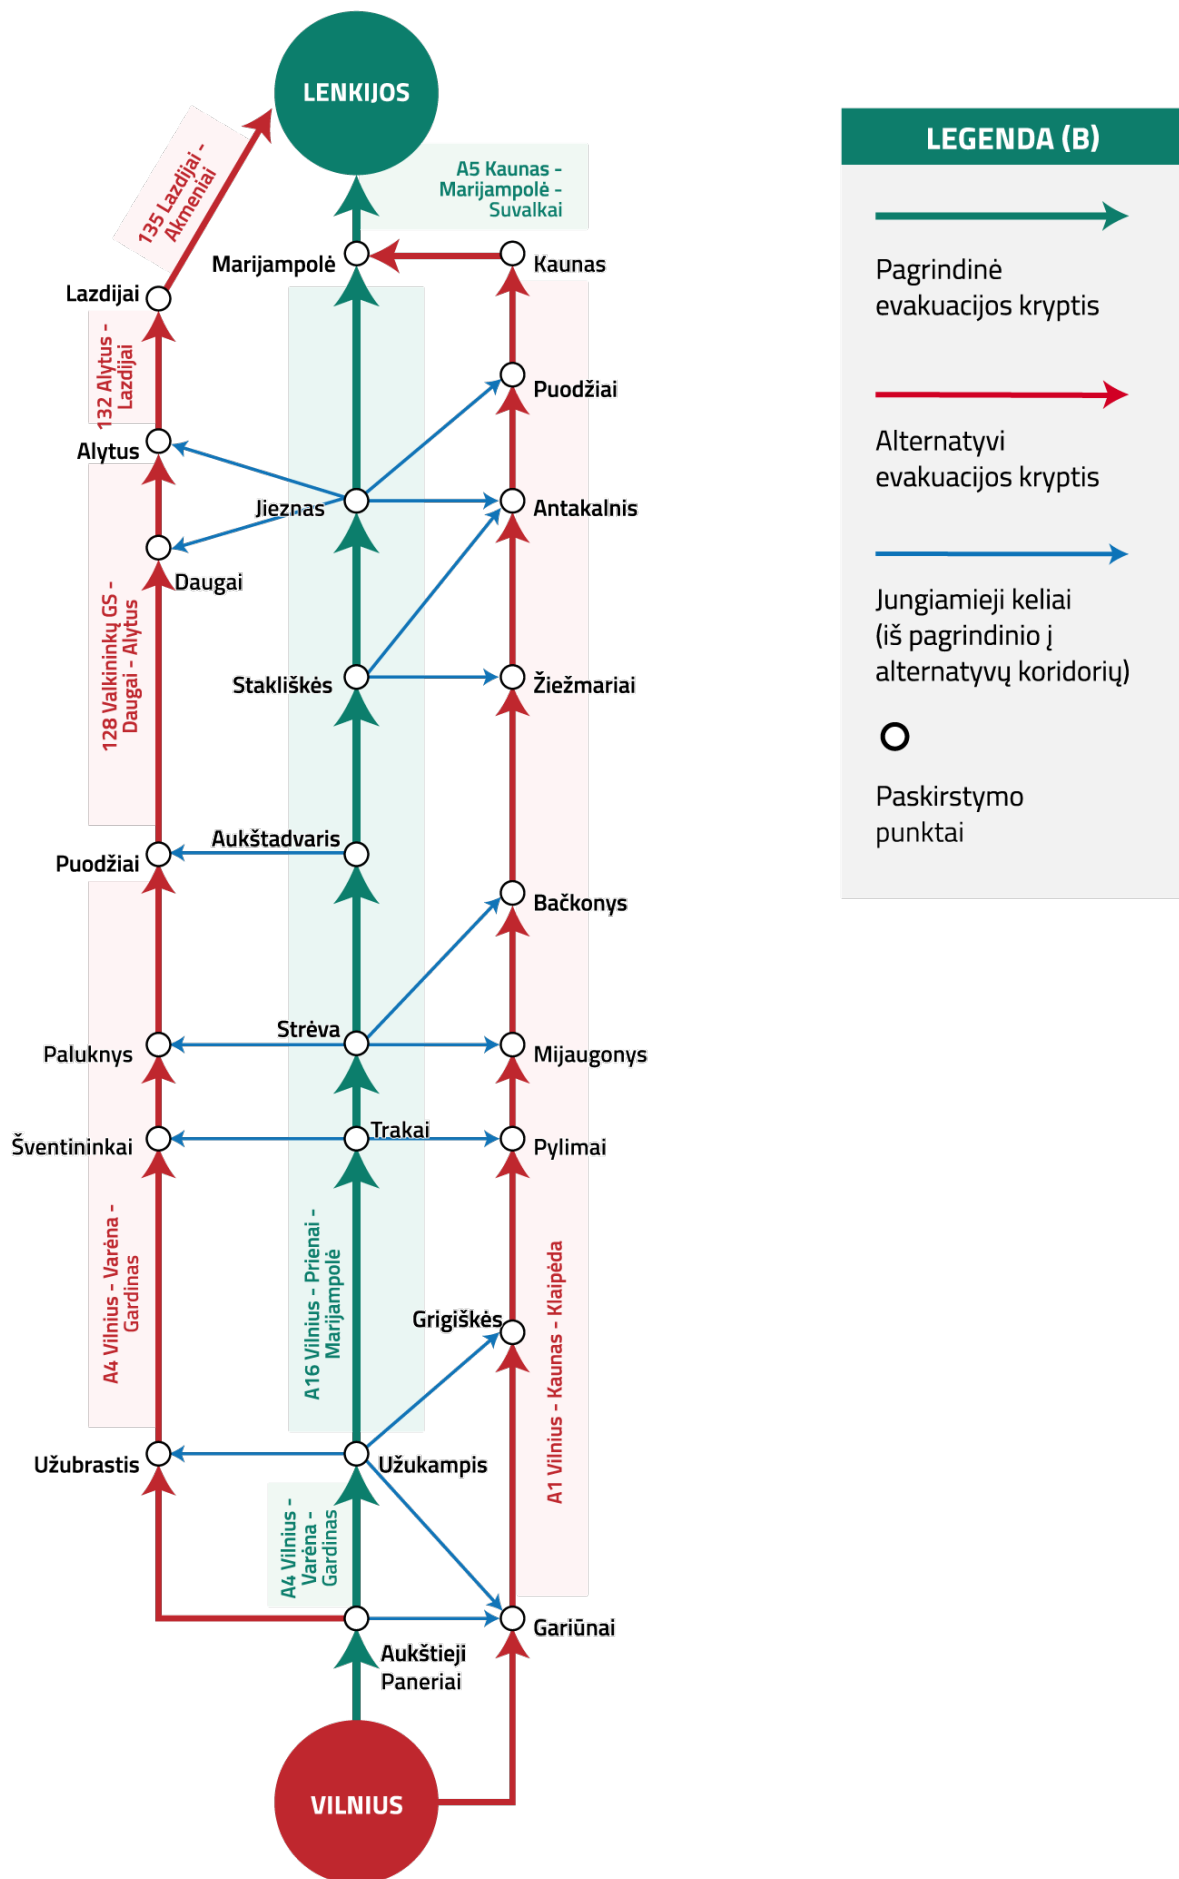 LENKIJOS
A5 Kaunas -
Marijampolė -
Suvalkai
135 Lazdijai -
Akmeniai
Marijampolė
Kaunas
Lazdijai
132 Alytus -
Lazdijai
Puodžiai
Alytus
Jieznas
Antakalnis
Daugai
128 Valkininkų GS -
Daugai - Alytus
Stakliškės
Žiežmariai
Aukštadvaris
Puodžiai
Bačkonys
Strėva
Paluknys
Mijaugonys
Trakai
Šventininkai
Pylimai
A4 Vilnius - Varėna -
Gardinas
A16 Vilnius - Prienai -
Marijampolė
A1 Vilnius - Kaunas - Klaipėda
Grigiškės
Užubrastis
Užukampis
A4 Vilnius -
Varėna -
Gardinas
Gariūnai
Aukštieji
Paneriai
VILNIUS
LEGENDA (B)
Pagrindinė
evakuacijos kryptis
Alternatyvi
evakuacijos kryptis
Jungiamieji keliai
(iš pagrindinio į
alternatyvų koridorių)
Paskirstymo
punktai